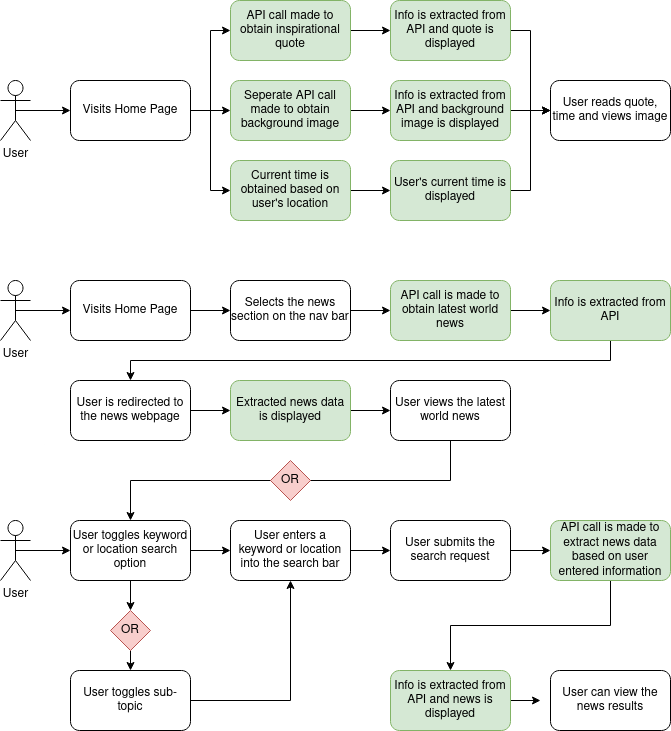 API call made to
obtain inspirational
quote
Info is extracted from
API and quote is
displayed
User
Visits Home Page
Seperate API call
made to obtain
background image
Info is extracted from
API and background
image is displayed
User reads quote,
time and views image
Current time is
obtained based on
user's location
User's current time is
displayed
User
Visits Home Page
Selects the news
section on the nav bar
API call is made to
obtain latest world
news
Info is extracted from
API
User is redirected to
the news webpage
Extracted news data
is displayed
User views the latest
world news
OR
User
User toggles keyword
or location search
option
User enters a
keyword or location
into the search bar
User submits the
search request
API call is made to
extract news data
based on user
entered information
OR
User toggles sub-
topic
Info is extracted from
API and news is
displayed
User can view the
news results